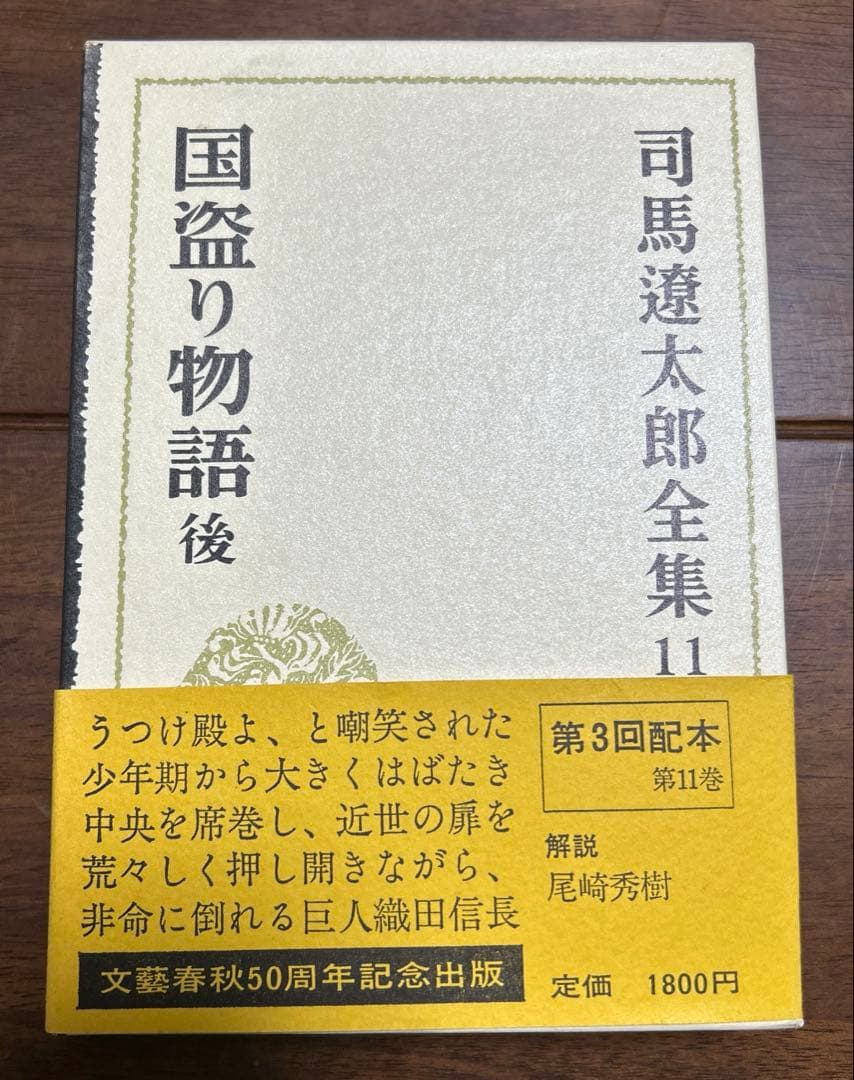 司馬遼太郎全集11
国盗り物語 後
うつけ殿よ、と嘲笑された
少年期から大きくはばたき
中央を席巻し、近世の扉を
荒々しく押し開きながら、
非命に倒れる巨人織田信長
文藝春秋50周年記念出版
第3回配本
第11巻
解説
尾崎秀樹
定価 1800円